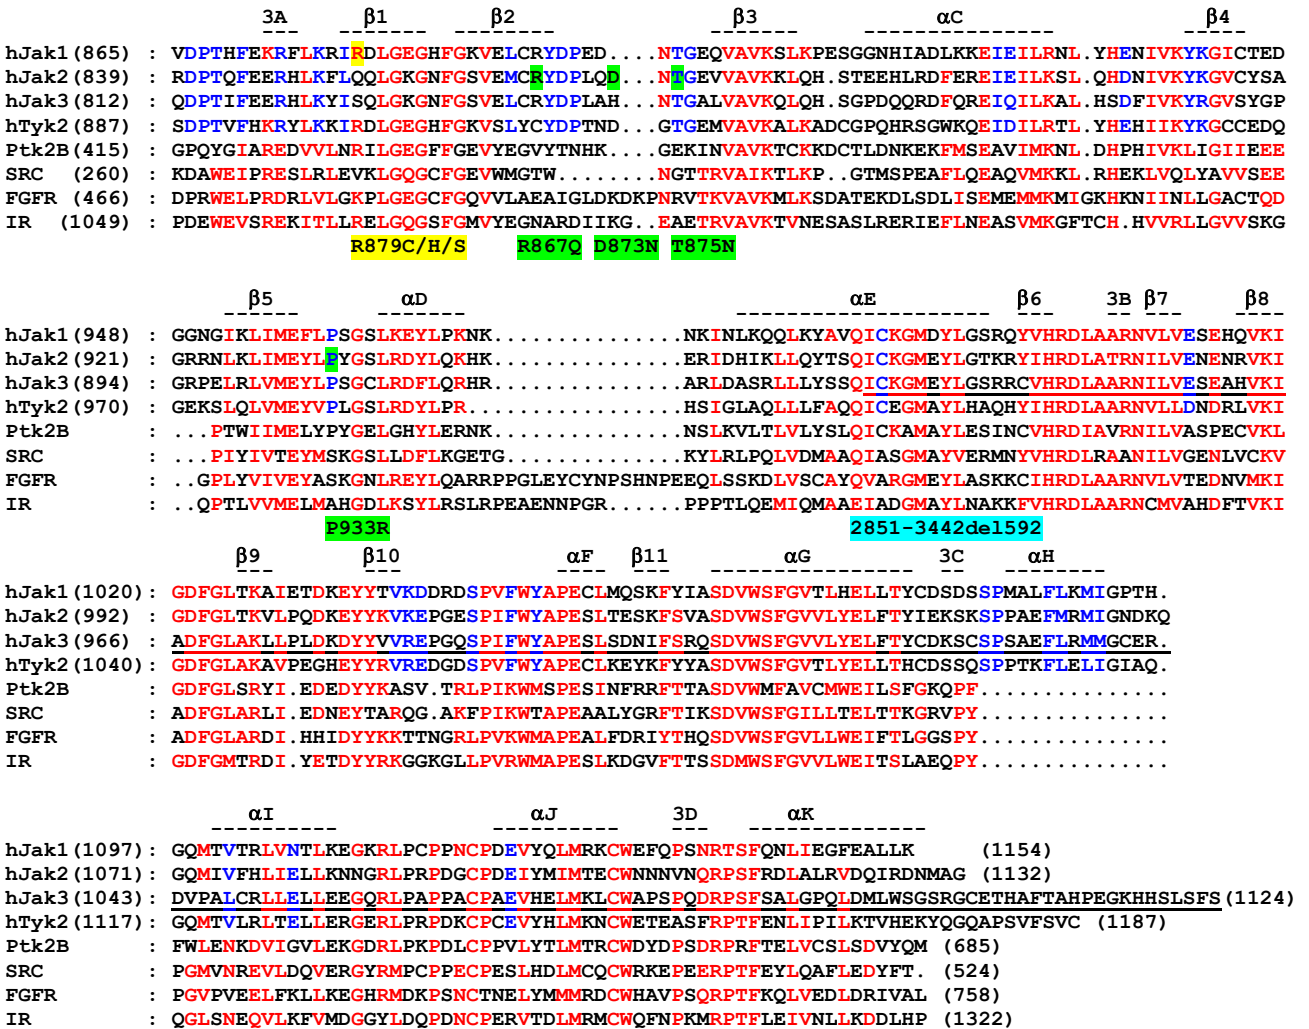 3A β1 β2 β3 αC β4
hJak1(865) : VDPTHFEKRFLKRIRDLGEGHFGKVELCRYDPED....NTGEQVAVKSLKPESGGNHIADLKKEIEILRNL.YHENIVKYKGICTED
hJak2(839) : RDPTQFEERHLKFLQQLGKGNFGSVEMCRYDPLQD...NTGEVVAVKKLQH.STEEHLRDFEREIEILKSL.QHDNIVKYKGVCYSA
hJak3(812) : QDPTIFEERHLKYISQLGKGNFGSVELCRYDPLAH...NTGALVAVKQLQH.SGPDQQRDFQREIQILKAL.HSDFIVKYRGVSYGP
hTyk2(887) : SDPTVFHKRYLKKIRDLGEGHFGKVSLYCYDPTND...GTGEMVAVKALKADCGPQHRSGWKQEIDILRTL.YHEHIIKYKGCCEDQ
Ptk2B(415) : GPQYGIAREDVVLNRILGEGFFGEVYEGVYTNHK....GEKINVAVKTCKKDCTLDNKEKFMSEAVIMKNL.DHPHIVKLIGIIEEE
SRC (260) : KDAWEIPRESLRLEVKLGQGCFGEVWMGTW........NGTTRVAIKTLKP..GTMSPEAFLQEAQVMKKL.RHEKLVQLYAVVSEE
FGFR (466) : DPRWELPRDRLVLGKPLGEGCFGQVVLAEAIGLDKDKPNRVTKVAVKMLKSDATEKDLSDLISEMEMMKMIGKHKNIINLLGACTQD
IR (1049) : PDEWEVSREKITLLRELGQGSFGMVYEGNARDIIKG..EAETRVAVKTVNESASLRERIEFLNEASVMKGFTCH.HVVRLLGVVSKG
R879C/H/S R867Q D873N T875N
β5 αD αE β6 3B β7 β8
hJak1(948) : GGNGIKLIMEFLPSGSLKEYLPKNK................NKINLKQQLKYAVQICKGMDYLGSRQYVHRDLAARNVLVESEHQVKI
hJak2(921) : GRRNLKLIMEYLPYGSLRDYLQKHK................ERIDHIKLLQYTSQICKGMEYLGTKRYIHRDLATRNILVENENRVKI
hJak3(894) : GRPELRLVMEYLPSGCLRDFLQRHR................ARLDASRLLLYSSQICKGMEYLGSRRCVHRDLAARNILVESEAHVKI
hTyk2(970) : GEKSLQLVMEYVPLGSLRDYLPR..................HSIGLAQLLLFAQQICEGMAYLHAQHYIHRDLAARNVLLDNDRLVKI
Ptk2B : ...PTWIIMELYPYGELGHYLERNK................NSLKVLTLVLYSLQICKAMAYLESINCVHRDIAVRNILVASPECVKL
SRC : ...PIYIVTEYMSKGSLLDFLKGETG...............KYLRLPQLVDMAAQIASGMAYVERMNYVHRDLRAANILVGENLVCKV
FGFR : ..GPLYVIVEYASKGNLREYLQARRPPGLEYCYNPSHNPEEQLSSKDLVSCAYQVARGMEYLASKKCIHRDLAARNVLVTEDNVMKI
IR : ..QPTLVVMELMAHGDLKSYLRSLRPEAENNPGR......PPPTLQEMIQMAAEIADGMAYLNAKKFVHRDLAARNCMVAHDFTVKI
P933R 2851-3442del592
β9 β10 αF β11 αG 3C αH
hJak1(1020): GDFGLTKAIETDKEYYTVKDDRDSPVFWYAPECLMQSKFYIASDVWSFGVTLHELLTYCDSDSSPMALFLKMIGPTH.
hJak2(992) : GDFGLTKVLPQDKEYYKVKEPGESPIFWYAPESLTESKFSVASDVWSFGVVLYELFTYIEKSKSPPAEFMRMIGNDKQ
hJak3(966) : ADFGLAKLLPLDKDYYVVREPGQSPIFWYAPESLSDNIFSRQSDVWSFGVVLYELFTYCDKSCSPSAEFLRMMGCER.
hTyk2(1040): GDFGLAKAVPEGHEYYRVREDGDSPVFWYAPECLKEYKFYYASDVWSFGVTLYELLTHCDSSQSPPTKFLELIGIAQ.
Ptk2B : GDFGLSRYI.EDEDYYKASV.TRLPIKWMSPESINFRRFTTASDVWMFAVCMWEILSFGKQPF...............
SRC : ADFGLARLI.EDNEYTARQG.AKFPIKWTAPEAALYGRFTIKSDVWSFGILLTELTTKGRVPY...............
FGFR : ADFGLARDI.HHIDYYKKTTNGRLPVKWMAPEALFDRIYTHQSDVWSFGVLLWEIFTLGGSPY...............
IR : GDFGMTRDI.YETDYYRKGGKGLLPVRWMAPESLKDGVFTTSSDMWSFGVVLWEITSLAEQPY...............
αI αJ 3D αK
hJak1(1097): GQMTVTRLVNTLKEGKRLPCPPNCPDEVYQLMRKCWEFQPSNRTSFQNLIEGFEALLK (1154)
hJak2(1071): GQMIVFHLIELLKNNGRLPRPDGCPDEIYMIMTECWNNNVNQRPSFRDLALRVDQIRDNMAG (1132)
hJak3(1043): DVPALCRLLELLEEGQRLPAPPACPAEVHELMKLCWAPSPQDRPSFSALGPQLDMLWSGSRGCETHAFTAHPEGKHHSLSFS(1124)
hTyk2(1117): GQMTVLRLTELLERGERLPRPDKCPCEVYHLMKNCWETEASFRPTFENLIPILKTVHEKYQGQAPSVFSVC (1187)
Ptk2B : FWLENKDVIGVLEKGDRLPKPDLCPPVLYTLMTRCWDYDPSDRPRFTELVCSLSDVYQM (685)
SRC : PGMVNREVLDQVERGYRMPCPPECPESLHDLMCQCWRKEPEERPTFEYLQAFLEDYFT. (524)
FGFR : PGVPVEELFKLLKEGHRMDKPSNCTNELYMMMRDCWHAVPSQRPTFKQLVEDLDRIVAL (758)
IR : QGLSNEQVLKFVMDGGYLDQPDNCPERVTDLMRMCWQFNPKMRPTFLEIVNLLKDDLHP (1322)